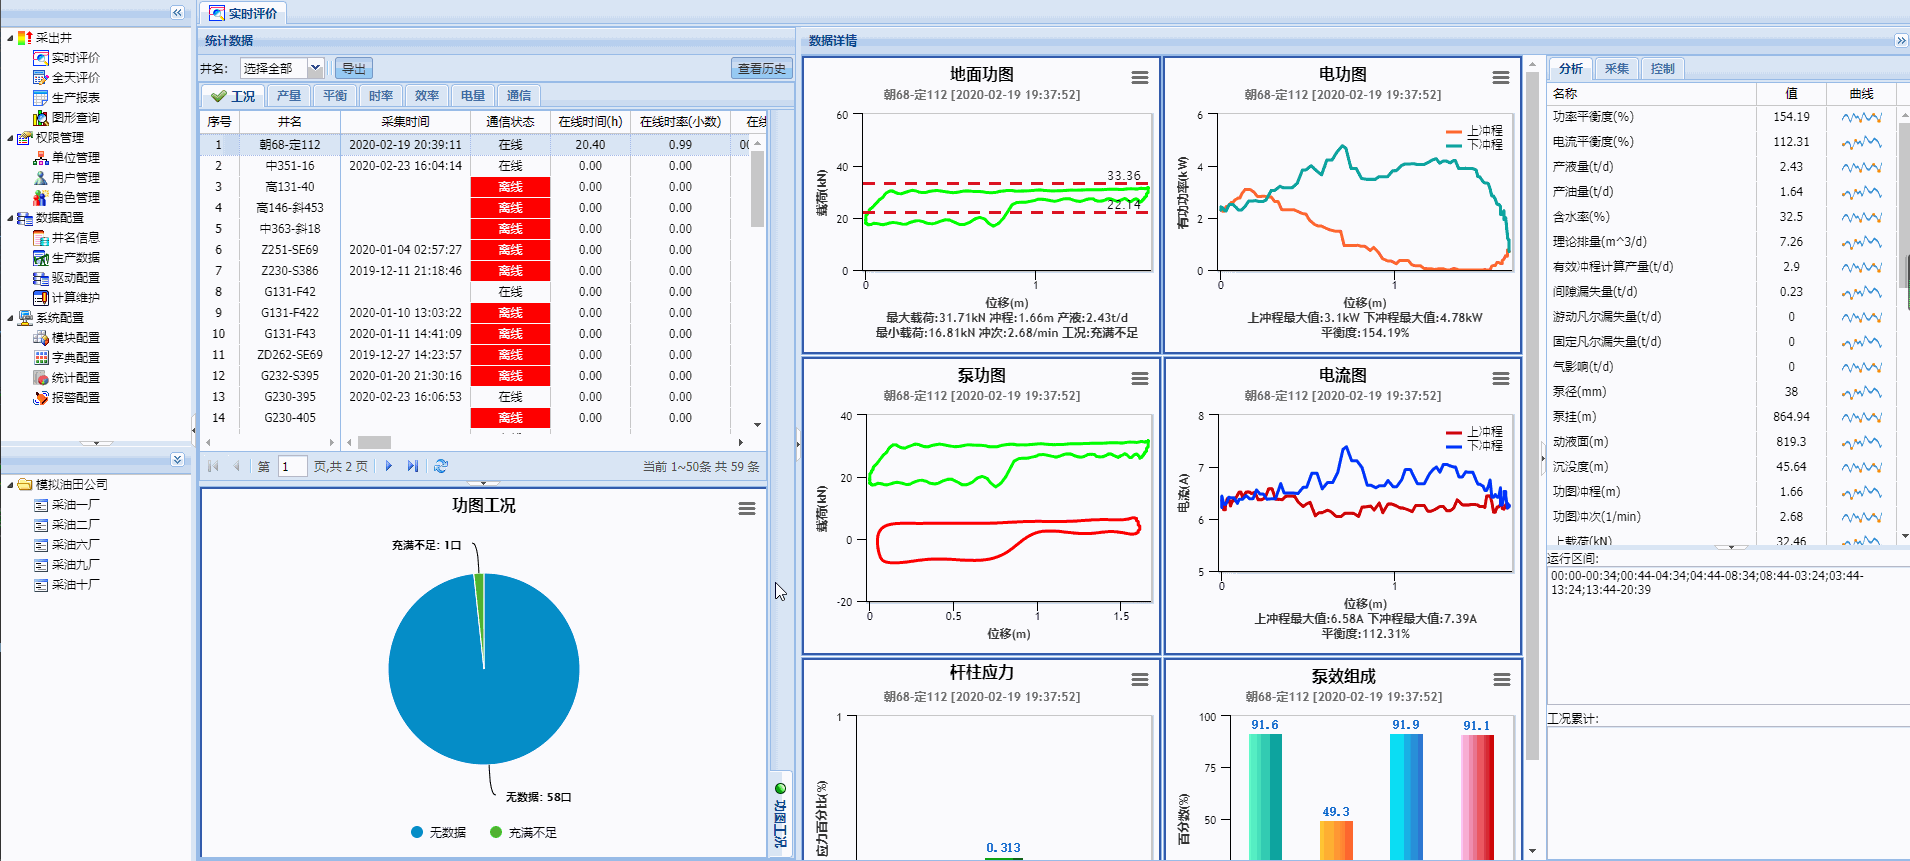 实时评价
采出井
实时评价
全天评价
生产报表
图形查询
权限管理
单位管理
用户管理
角色管理
数据配置
井名信息
生产数据
驱动配置
计算维护
系统配置
模块配置
字典配置
统计配置
报警配置
模拟油田公司
采油一厂
采油二厂
采油六厂
采油九厂
采油十厂
统计数据
井名: 选择全部 导出 查看历史
工况 产量 平衡 时率 效率 电量 通信
序号 井名 采集时间 通信状态 在线时间(h) 在线时率(小数) 在线
1 朝68-定112 2020-02-19 20:39:11 在线 20.40 0.99
2 中351-16 2020-02-23 16:04:14 在线 0.00 0.00
3 高131-40 离线 0.00 0.00
4 高146-斜453 离线 0.00 0.00
5 中363-斜18 离线 0.00 0.00
6 Z251-SE69 2020-01-04 02:57:27 离线 0.00 0.00
7 Z230-S386 2019-12-11 21:18:46 离线 0.00 0.00
8 G131-F42 在线 0.00 0.00
9 G131-F422 2020-01-10 13:03:22 离线 0.00 0.00
10 G131-F43 2020-01-11 14:41:09 离线 0.00 0.00
11 ZD262-SE69 2019-12-27 14:23:57 离线 0.00 0.00
12 G232-S395 2020-01-20 21:30:16 离线 0.00 0.00
13 G230-395 2020-02-23 16:06:53 在线 0.00 0.00
14 G230-405 离线 0.00 0.00
第 1 页,共 2 页 当前 1~50条 共 59 条
功图工况
充满不足: 1口
无数据: 58口
无数据 充满不足
功图工况
数据详情
地面功图
朝68-定112 [2020-02-19 19:37:52]
载荷(kN)
60
40
20
0
33.36
22.14
0 1
位移(m)
最大载荷:31.71kN 冲程:1.66m 产液:2.43t/d
最小载荷:16.81kN 冲次:2.68/min 工况:充满不足
电功图
朝68-定112 [2020-02-19 19:37:52]
有功功率(kW)
6
4
2
0
上冲程
下冲程
0 1
位移(m)
上冲程最大值:3.1kW 下冲程最大值:4.78kW
平衡度:154.19%
泵功图
朝68-定112 [2020-02-19 19:37:52]
载荷(kN)
40
20
0
-20
0 0.5 1 1.5
位移(m)
电流图
朝68-定112 [2020-02-19 19:37:52]
电流(A)
8
7
6
5
上冲程
下冲程
0 1
位移(m)
上冲程最大值:6.58A 下冲程最大值:7.39A
平衡度:112.31%
杆柱应力
朝68-定112 [2020-02-19 19:37:52]
应力百分比(%)
1
0.313
泵效组成
朝68-定112 [2020-02-19 19:37:52]
百分数(%)
100
75
50
91.6 49.3 91.9 91.1
分析 采集 控制
名称 值 曲线
功率平衡度(%) 154.19
电流平衡度(%) 112.31
产液量(t/d) 2.43
产油量(t/d) 1.64
含水率(%) 32.5
理论排量(m^3/d) 7.26
有效冲程计算产量(t/d) 2.9
间隙漏失量(t/d) 0.23
游动凡尔漏失量(t/d) 0
固定凡尔漏失量(t/d) 0
气影响(t/d) 0
泵径(mm) 38
泵挂(m) 864.94
动液面(m) 819.3
沉没度(m) 45.64
功图冲程(m) 1.66
功图冲次(1/min) 2.68
上载荷(kN) 32.46
运行区间:
00:00-00:34;00:44-04:34;04:44-08:34;08:44-03:24;03:44-
13:24;13:44-20:39
工况累计: